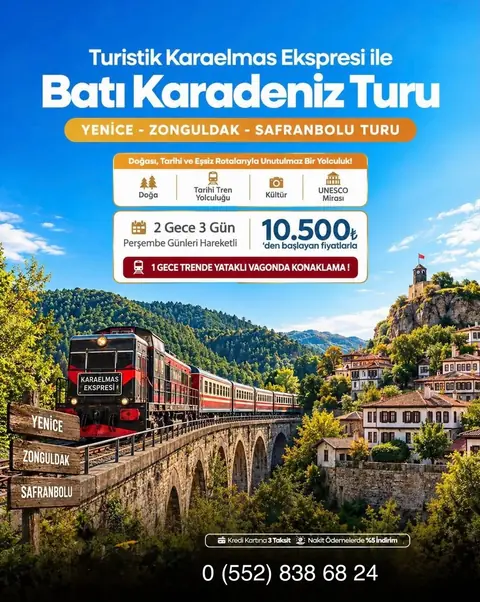 Turistik Karaelmas Ekspresi ile
Batı Karadeniz Turu
YENİCE - ZONGULDAK - SAFRANBOLU TURU
Doğası, Tarihi ve Eşsiz Rotalarıyla Unutulmaz Bir Yolculuk!
Doğa
Tarihi Tren
Yolculuğu
Kültür
UNESCO
Mirası
2 Gece 3 Gün
Perşembe Günleri Hareketli
10.500₺
'den başlayan fiyatlarla
1 GECE TRENDE YATAKLI VAGONDA KONAKLAMA !
KARAELMAS
EKSPRESİ !
YENİCE
ZONGULDAK
SAFRANBOLU
Kredi Kartına 3 Taksit
Nakit Ödemelerde %5 İndirim
0 (552) 838 68 24